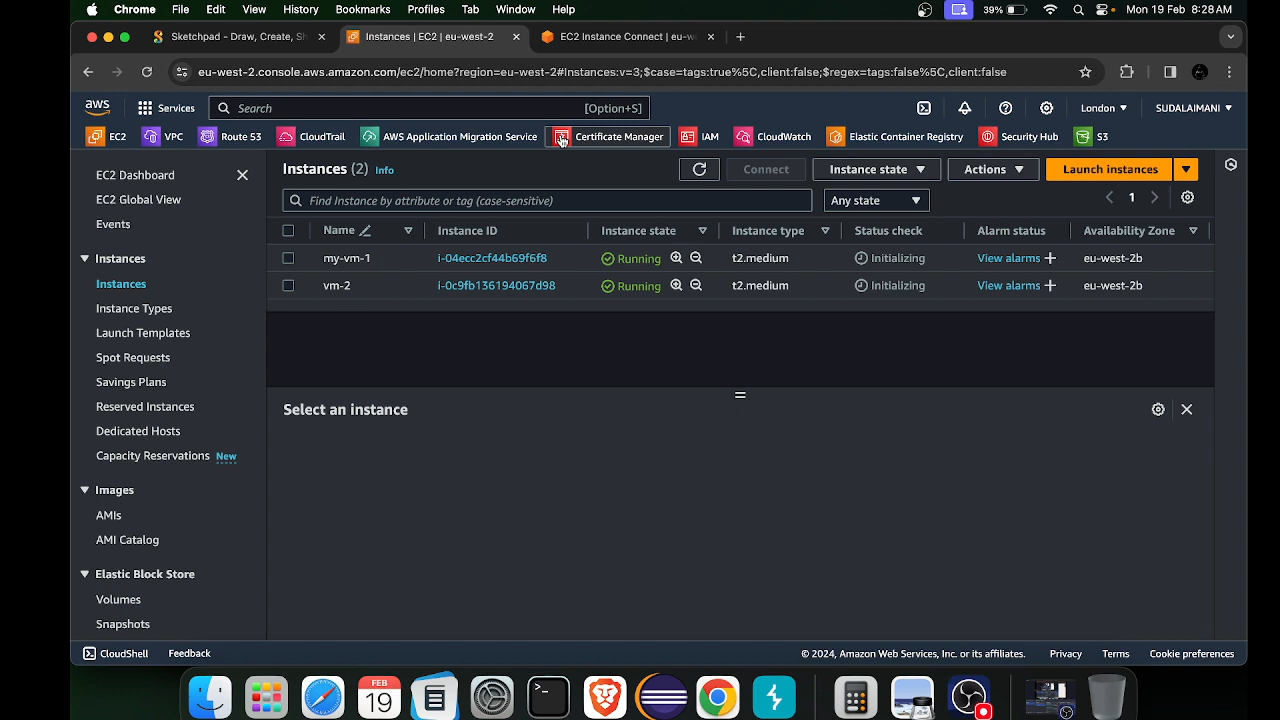 Chrome File Edit View History Bookmarks Profiles Tab Window Help 39% Mon 19 Feb 8:28 AM
Sketchpad - Draw, Create, Sh Instances | EC2 | eu-west-2 EC2 Instance Connect | eu-w
eu-west-2.console.aws.amazon.com/ec2/home?region=eu-west-2#Instances:v=3;$case=tags:true%5C,client:false;$regex=tags:false%5C,client:false
aws Services Search [Option+S] London SUDALAIMANI
EC2 VPC Route 53 CloudTrail AWS Application Migration Service Certificate Manager IAM CloudWatch Elastic Container Registry Security Hub S3
EC2 Dashboard
EC2 Global View
Events
Instances
Instances
Instance Types
Launch Templates
Spot Requests
Savings Plans
Reserved Instances
Dedicated Hosts
Capacity Reservations New
Images
AMIs
AMI Catalog
Elastic Block Store
Volumes
Snapshots
Instances (2) Info Connect Instance state Actions Launch instances
Find Instance by attribute or tag (case-sensitive) Any state 1
Name Instance ID Instance state Instance type Status check Alarm status Availability Zone
my-vm-1 i-04ecc2cf44b69f6f8 Running t2.medium Initializing View alarms eu-west-2b
vm-2 i-0c9fb136194067d98 Running t2.medium Initializing View alarms eu-west-2b
Select an instance
CloudShell Feedback © 2024, Amazon Web Services, Inc. or its affiliates. Privacy Terms Cookie preferences
FEB
19